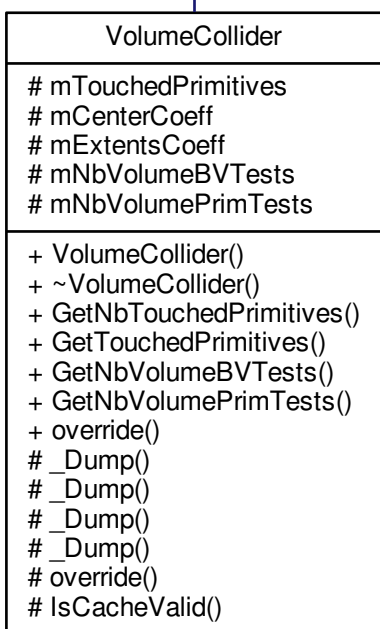 VolumeCollider
# mTouchedPrimitives
# mCenterCoeff
# mExtentsCoeff
# mNbVolumeBVTests
# mNbVolumePrimTests
+ VolumeCollider()
+ ~VolumeCollider()
+ GetNbTouchedPrimitives()
+ GetTouchedPrimitives()
+ GetNbVolumeBVTests()
+ GetNbVolumePrimTests()
+ override()
# _Dump()
# _Dump()
# _Dump()
# _Dump()
# override()
# IsCacheValid()